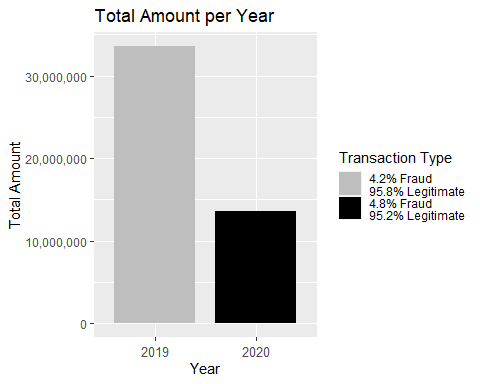 Total Amount per Year
Total Amount
30,000,000
20,000,000
10,000,000
0
2019 2020
Year
Transaction Type
4.2% Fraud
95.8% Legitimate
4.8% Fraud
95.2% Legitimate